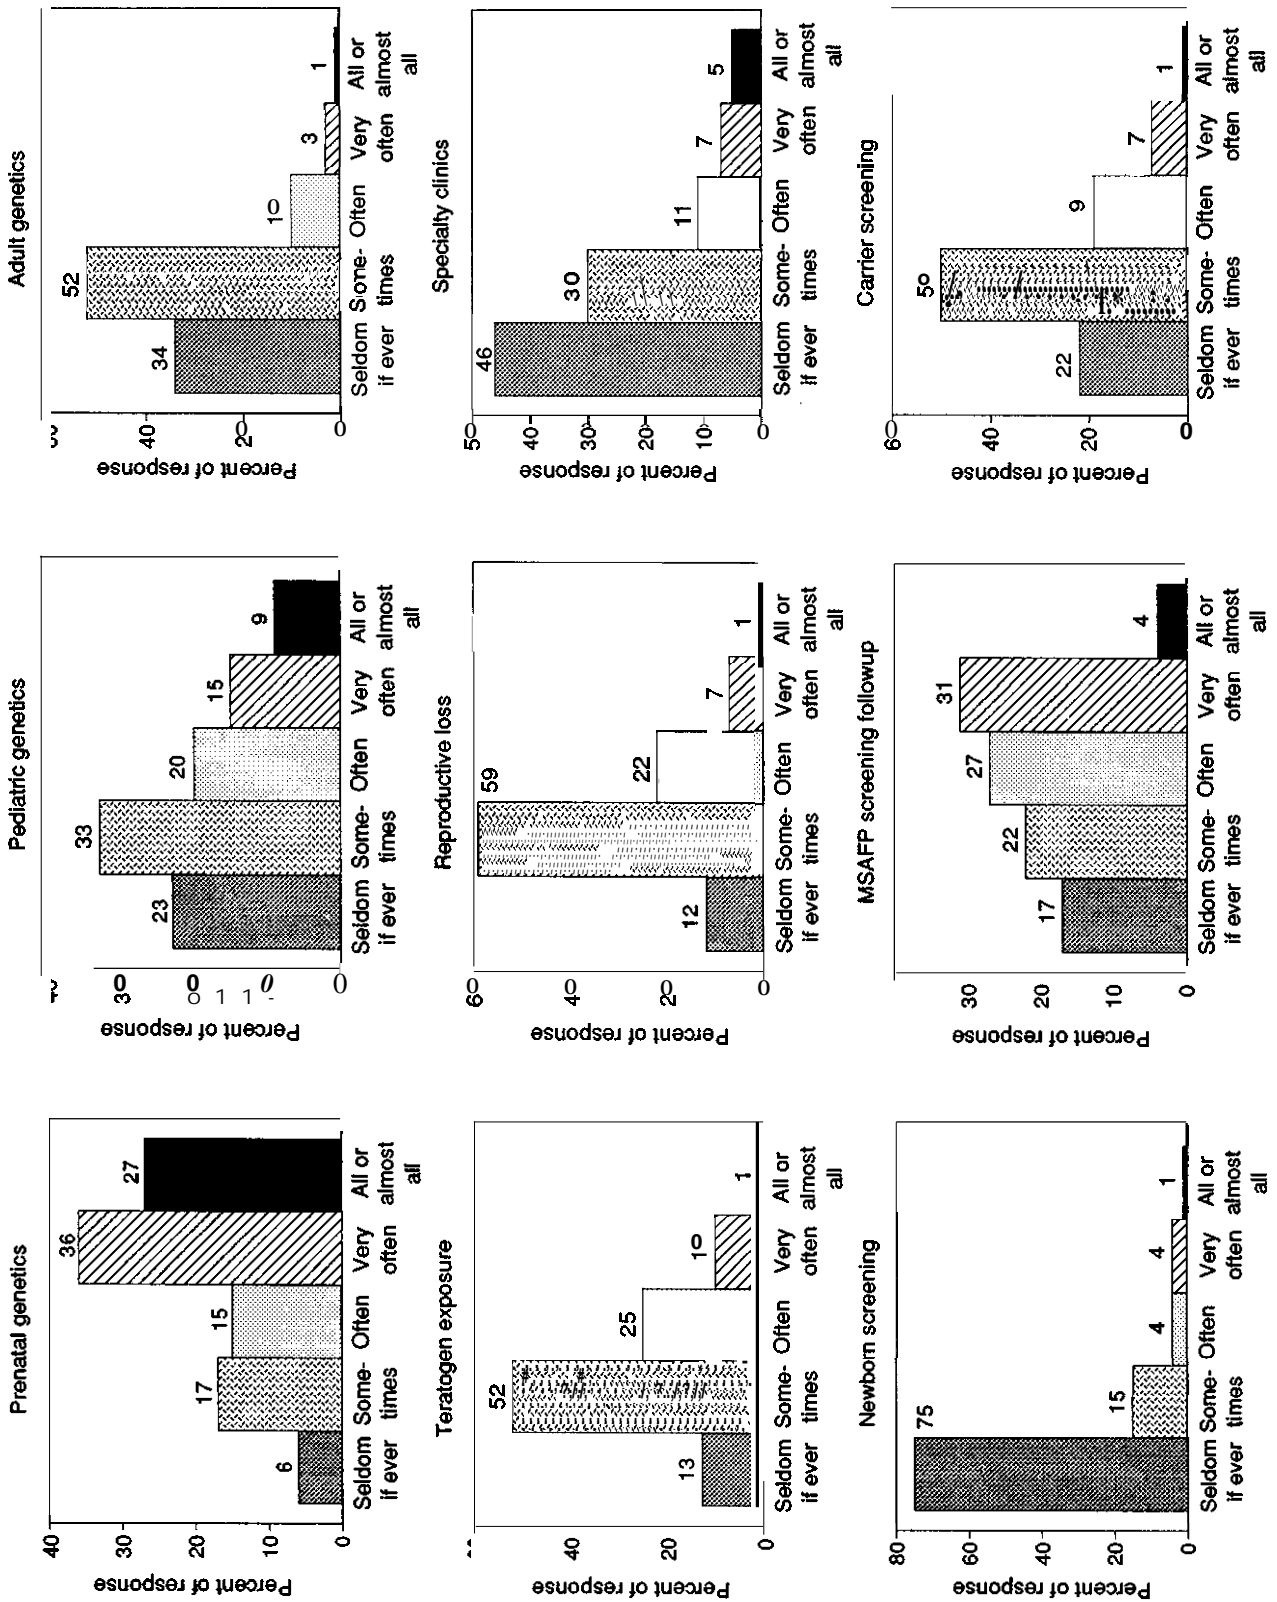 Prenatal genetics
Percent of response
40
30
20
10
0
6
17
15
36
27
Seldom Some- Often Very All or
if ever times often almost
all
Pediatric genetics
Percent of response
30
0
23
33
20
15
9
Seldom Some- Often Very All or
if ever times often almost
all
Adult genetics
Percent of response
40
20
0
34
52
10
3
1
Seldom Some- Often Very All or
if ever times often almost
all
Teratogen exposure
Percent of response
40
20
0
13
52
25
10
1
Seldom Some- Often Very All or
if ever times often almost
all
Reproductive loss
Percent of response
60
40
20
0
12
59
22
7
1
Seldom Some- Often Very All or
if ever times often almost
all
Specialty clinics
Percent of response
50
40
30
20
10
0
46
30
11
7
5
Seldom Some- Often Very All or
if ever times often almost
all
Newborn screening
Percent of response
80
60
40
20
0
75
15
4
4
1
Seldom Some- Often Very All or
if ever times often almost
all
MSAFP screening followup
Percent of response
30
20
10
0
17
22
27
31
4
Seldom Some- Often Very All or
if ever times often almost
all
Carrier screening
Percent of response
60
40
20
0
22
50
9
7
1
Seldom Some- Often Very All or
if ever times often almost
all